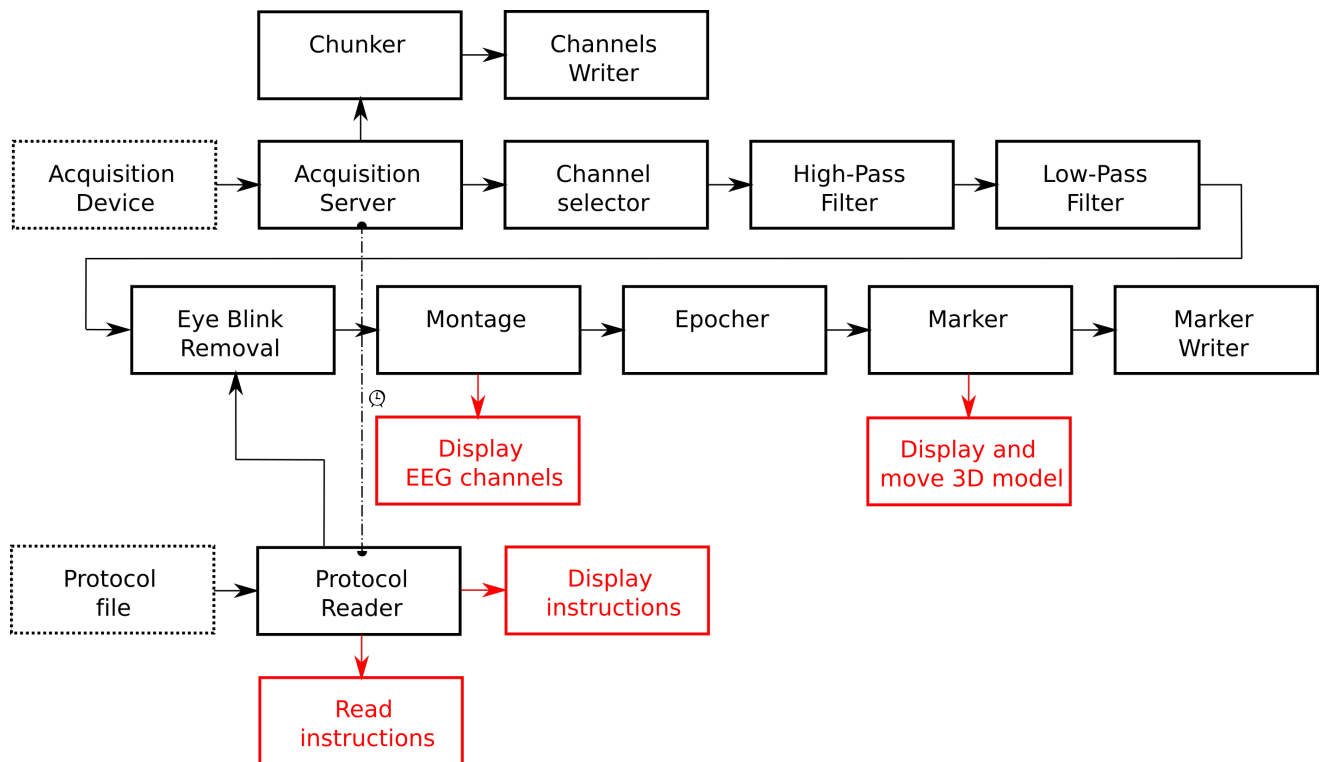 Chunker
Channels
Writer
Acquisition
Device
Acquisition
Server
Channel
selector
High-Pass
Filter
Low-Pass
Filter
Eye Blink
Removal
Montage
Epocher
Marker
Marker
Writer
Display
EEG channels
Display and
move 3D model
Protocol
file
Protocol
Reader
Display
instructions
Read
instructions